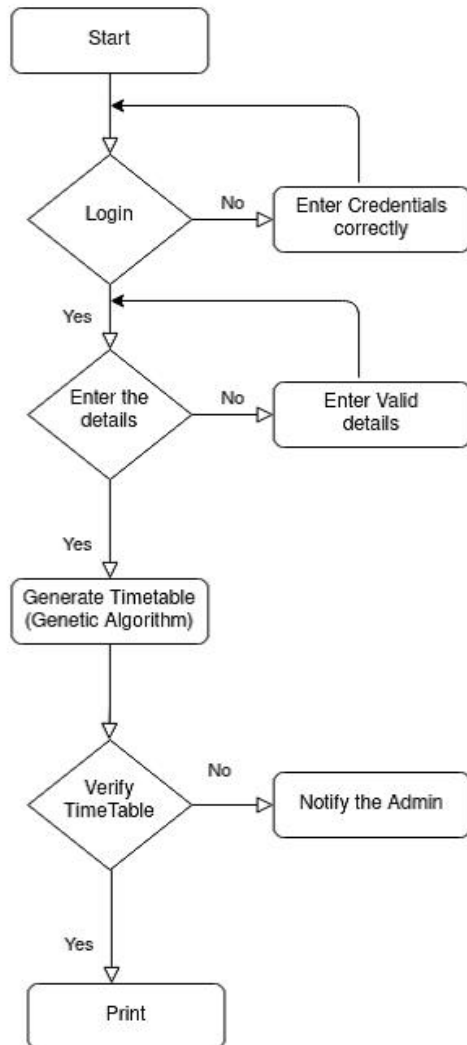 Start
Login
No
Enter Credentials
correctly
Yes
Enter the
details
No
Enter Valid
details
Yes
Generate Timetable
(Genetic Algorithm)
Verify
TimeTable
No
Notify the Admin
Yes
Print